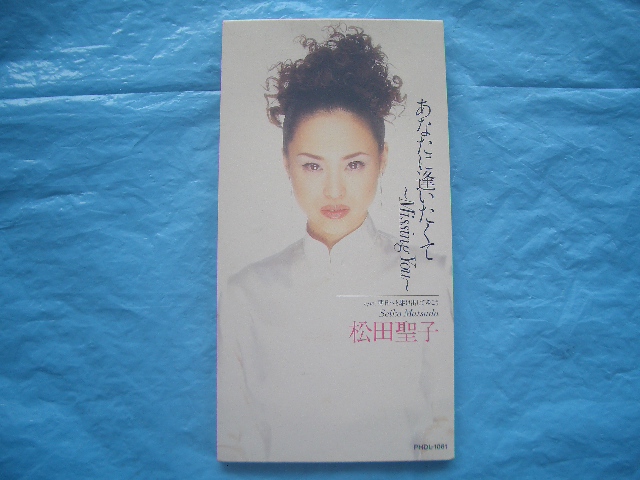 あなたに逢いたくて
~Missing You~
Seiko Matsuda
松田聖子
PHDL-1061